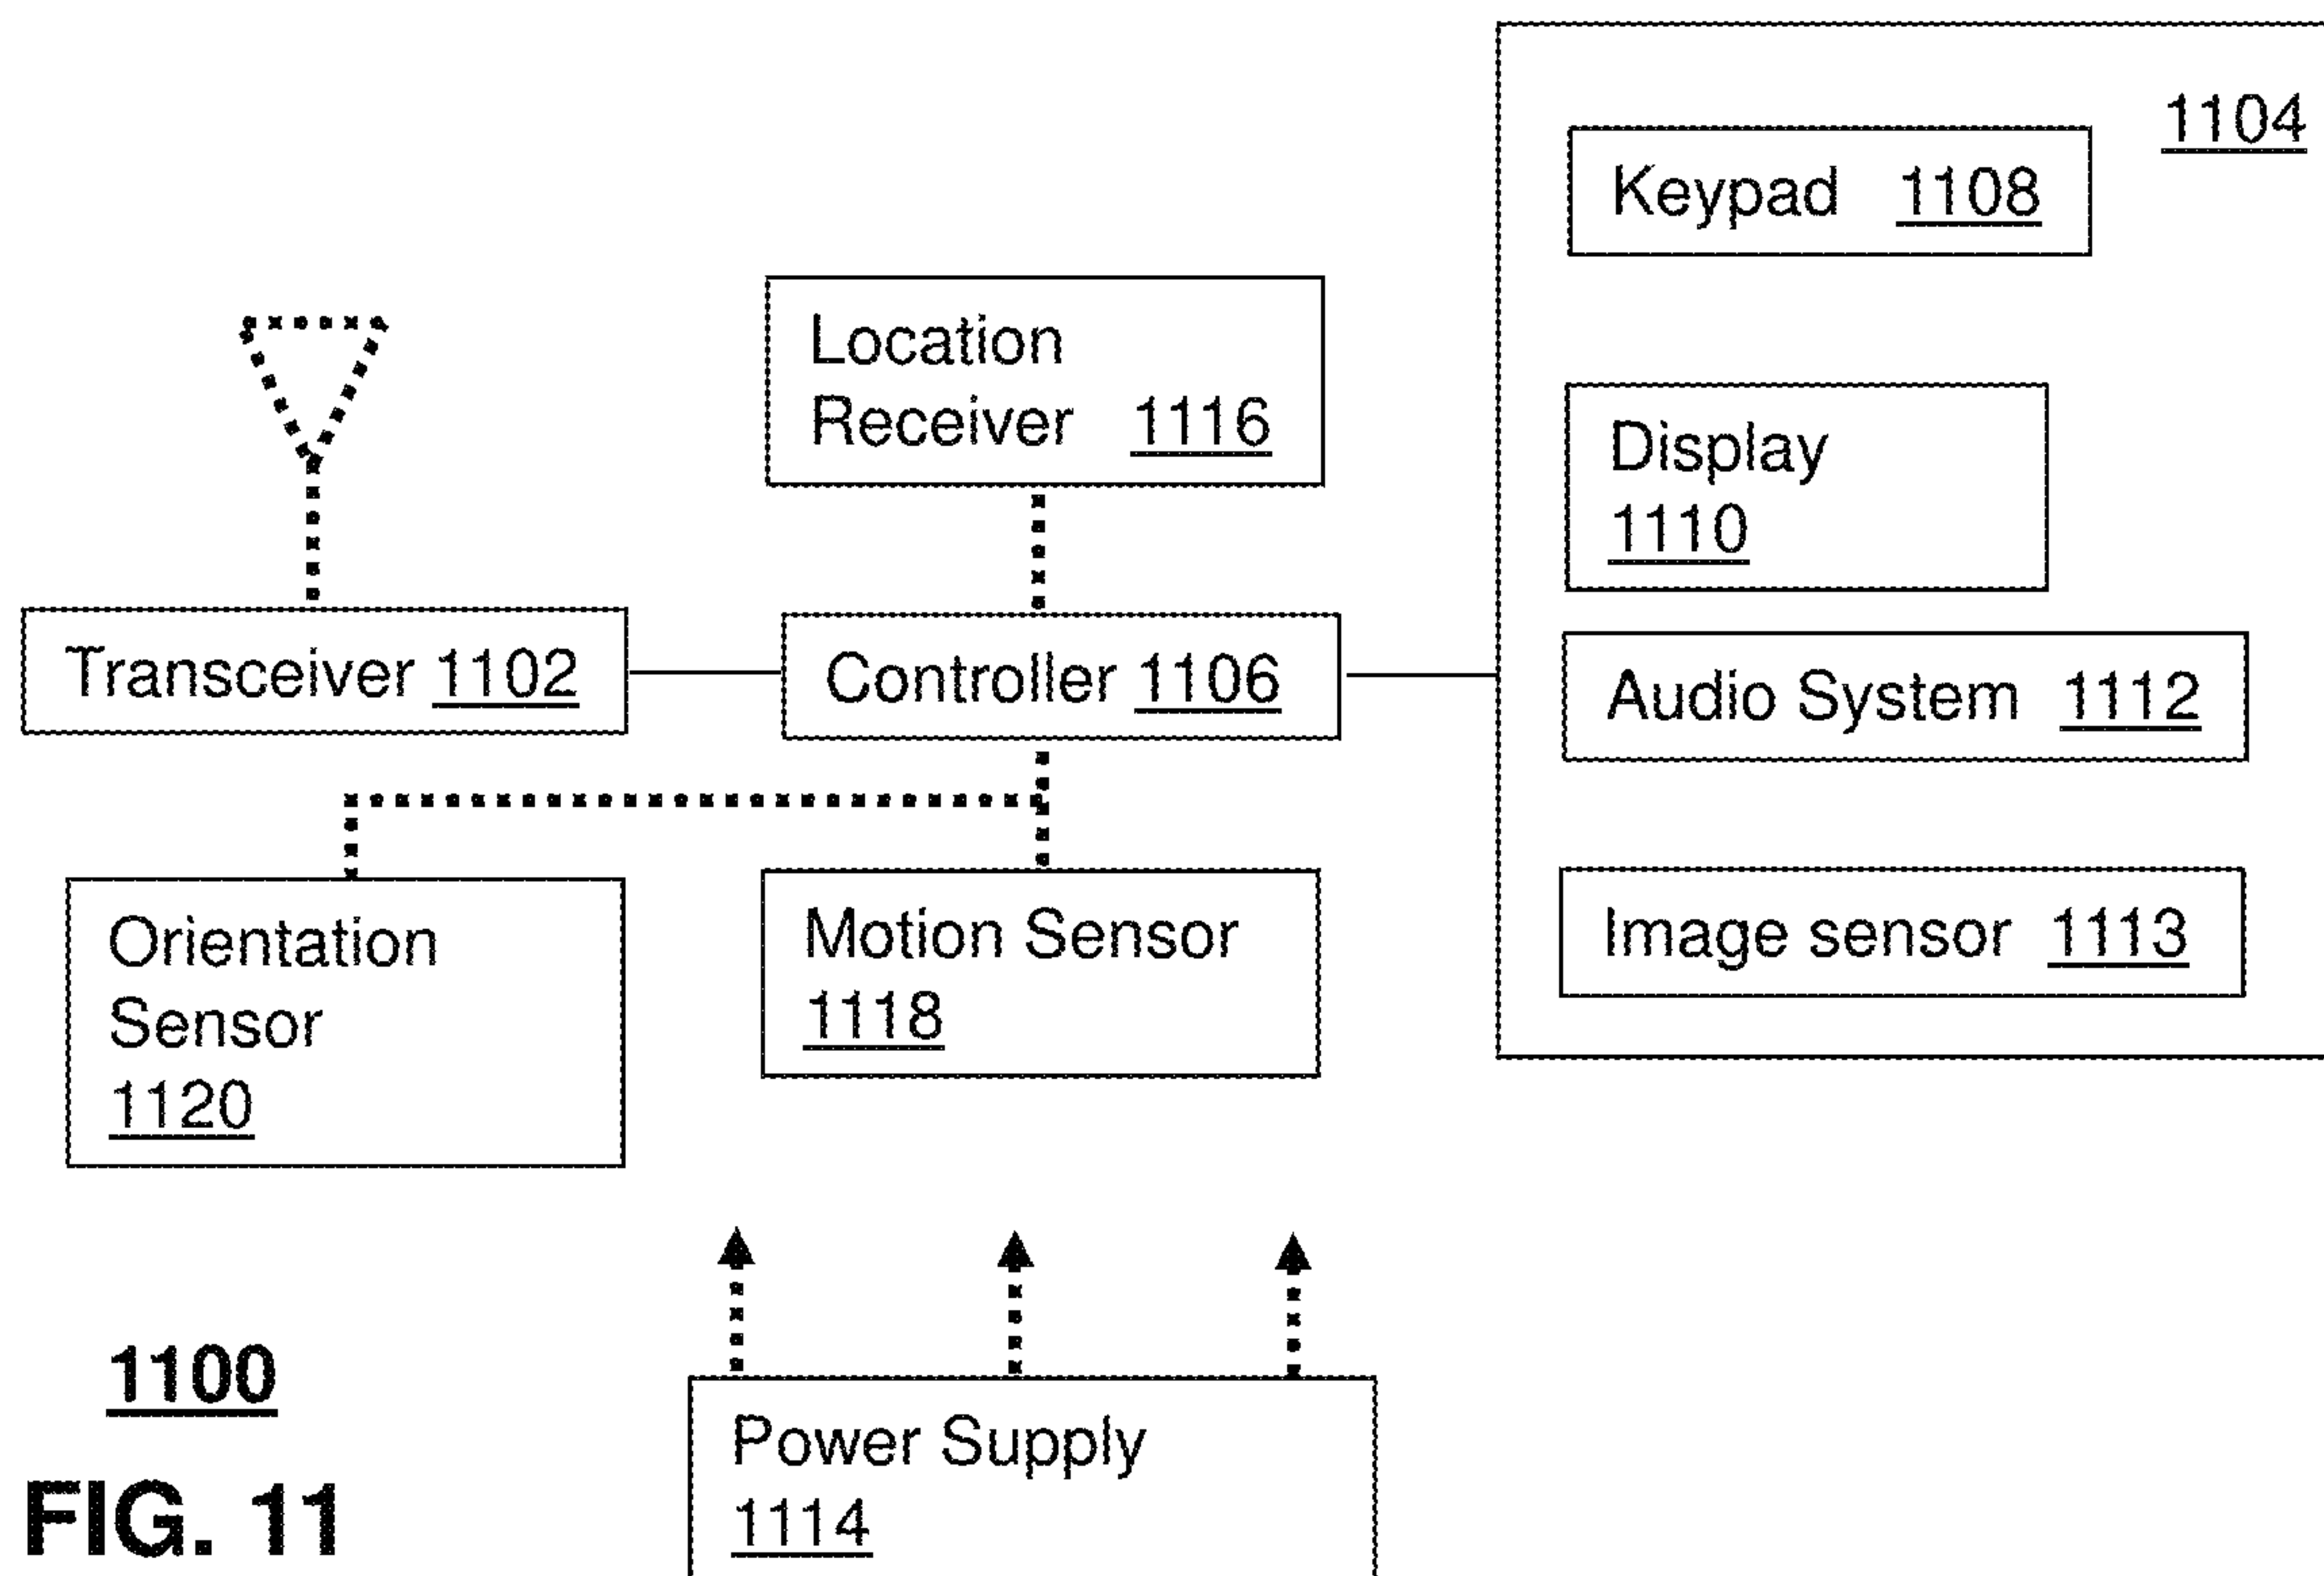 1104
Keypad 1108
Location
Receiver 1116
Display
1110
Transceiver 1102
Controller 1106
Audio System 1112
Orientation
Sensor
1120
Motion Sensor
1118
Image sensor 1113
1100
FIG. 11
Power Supply
1114